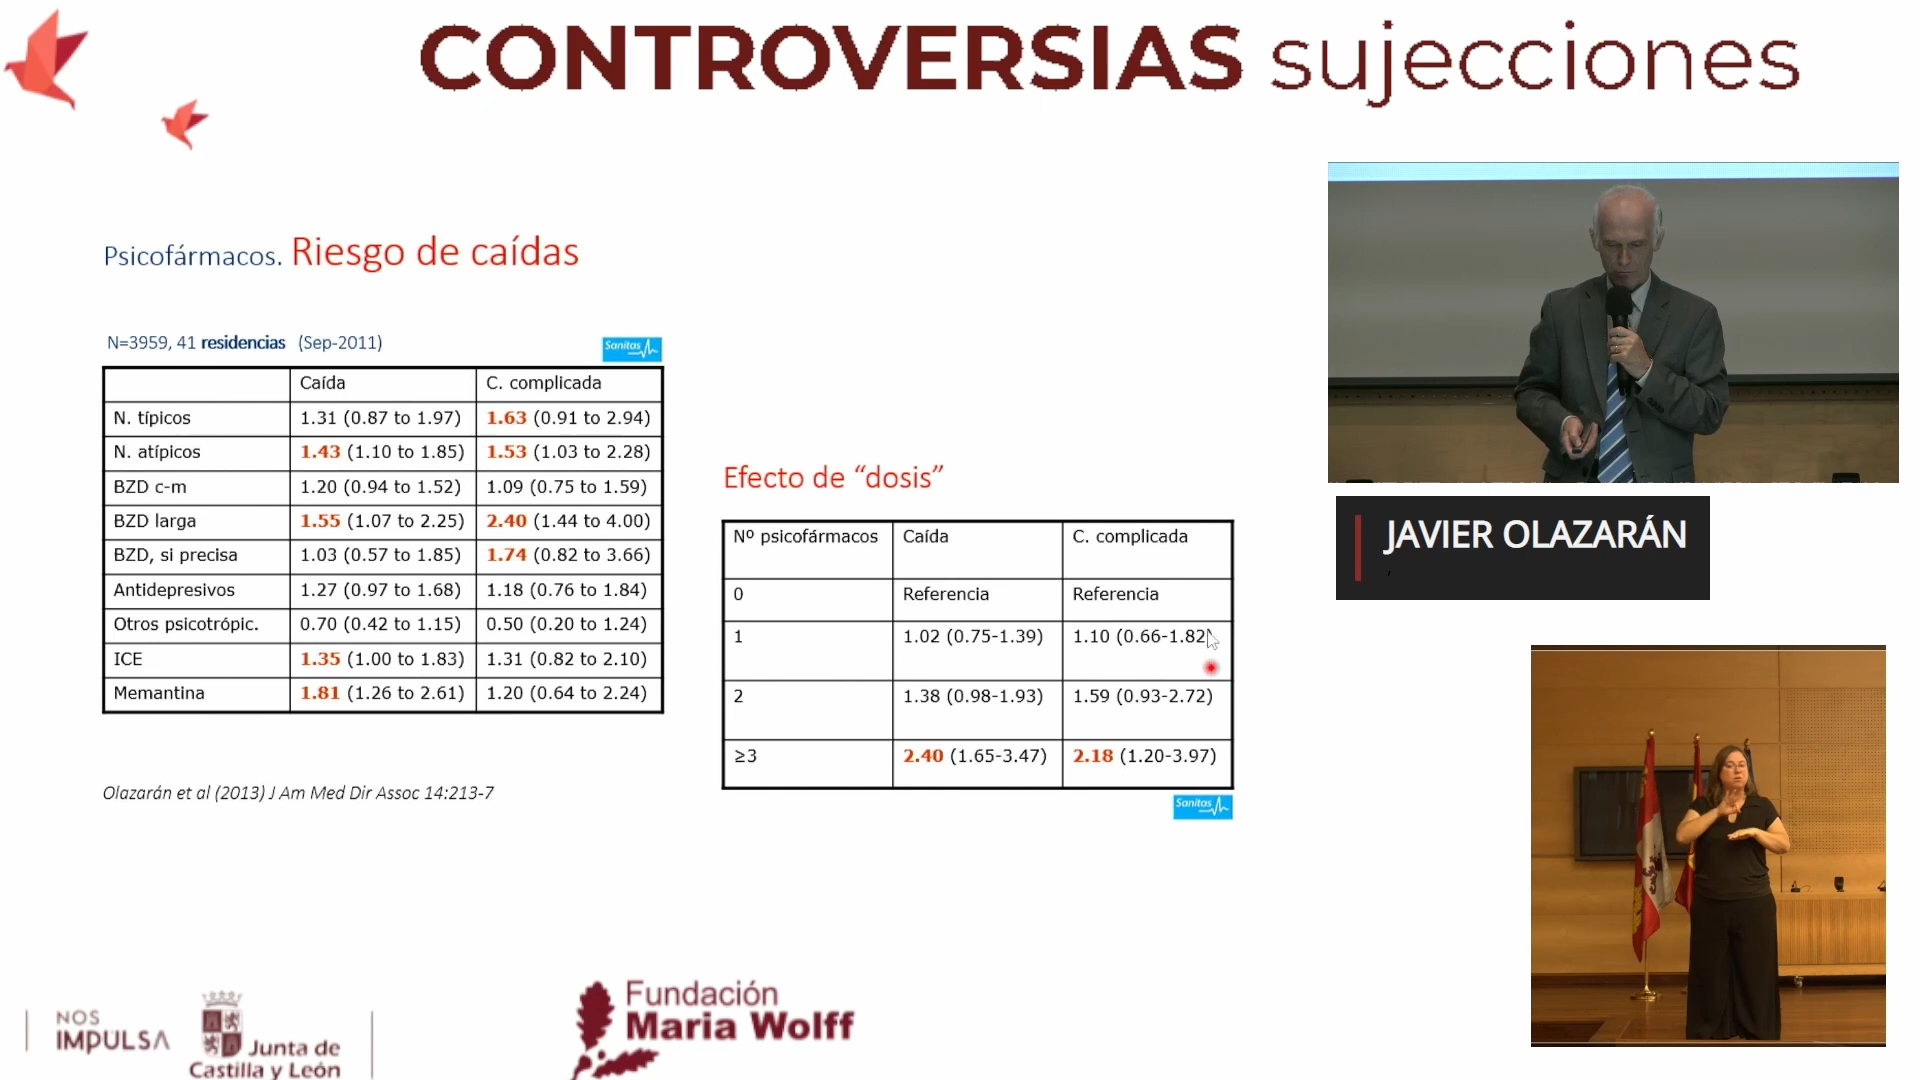 CONTROVERSIAS sujecciones
Psicofármacos. Riesgo de caídas
N=3959, 41 residencias (Sep-2011)
Sanitas
Caída C. complicada
N. típicos 1.31 (0.87 to 1.97) 1.63 (0.91 to 2.94)
N. atípicos 1.43 (1.10 to 1.85) 1.53 (1.03 to 2.28)
BZD c-m 1.20 (0.94 to 1.52) 1.09 (0.75 to 1.59)
BZD larga 1.55 (1.07 to 2.25) 2.40 (1.44 to 4.00)
BZD, si precisa 1.03 (0.57 to 1.85) 1.74 (0.82 to 3.66)
Antidepresivos 1.27 (0.97 to 1.68) 1.18 (0.76 to 1.84)
Otros psicotrópic. 0.70 (0.42 to 1.15) 0.50 (0.20 to 1.24)
ICE 1.35 (1.00 to 1.83) 1.31 (0.82 to 2.10)
Memantina 1.81 (1.26 to 2.61) 1.20 (0.64 to 2.24)
Olazarán et al (2013) J Am Med Dir Assoc 14:213-7
Efecto de “dosis”
Nº psicofármacos Caída C. complicada
0 Referencia Referencia
1 1.02 (0.75-1.39) 1.10 (0.66-1.82)
2 1.38 (0.98-1.93) 1.59 (0.93-2.72)
≥3 2.40 (1.65-3.47) 2.18 (1.20-3.97)
Sanitas
JAVIER OLAZARÁN
,
NOS
IMPULSA
Junta de
Castilla y León
Fundación
Maria Wolff